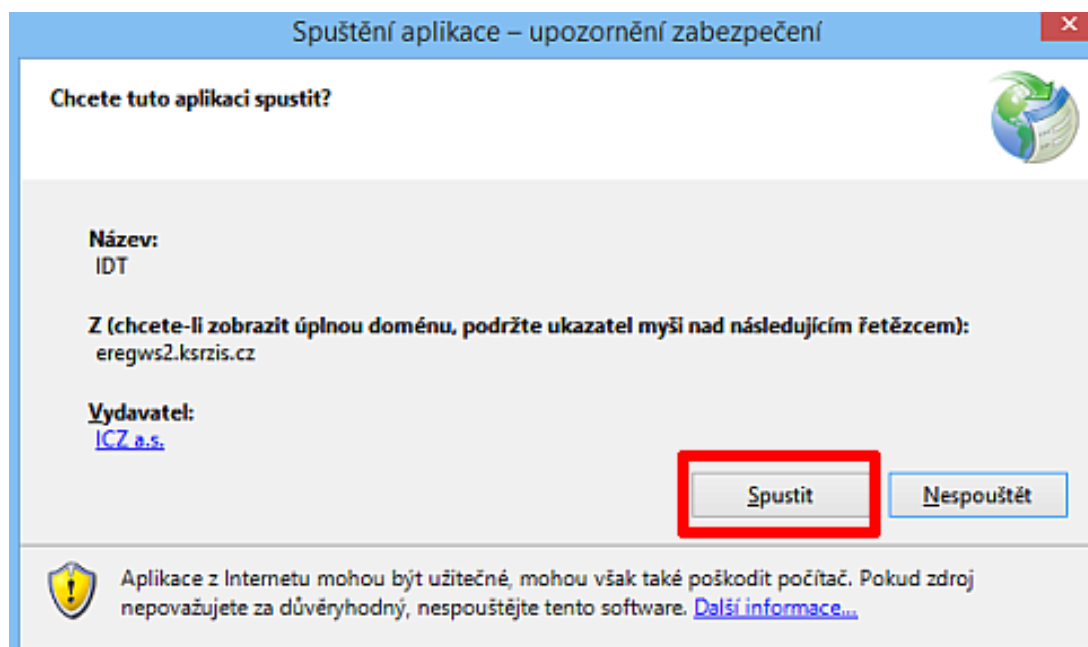 Spuštění aplikace – upozornění zabezpečení
Chcete tuto aplikaci spustit?
Název:
IDT
Z (chcete-li zobrazit úplnou doménu, podržte ukazatel myši nad následujícím řetězcem):
eregws2.ksrzis.cz
Vydavatel:
ICZ a.s.
Spustit
Nespouštět
Aplikace z Internetu mohou být užitečné, mohou však také poškodit počítač. Pokud zdroj
nepovažujete za důvěryhodný, nespouštějte tento software. Další informace...